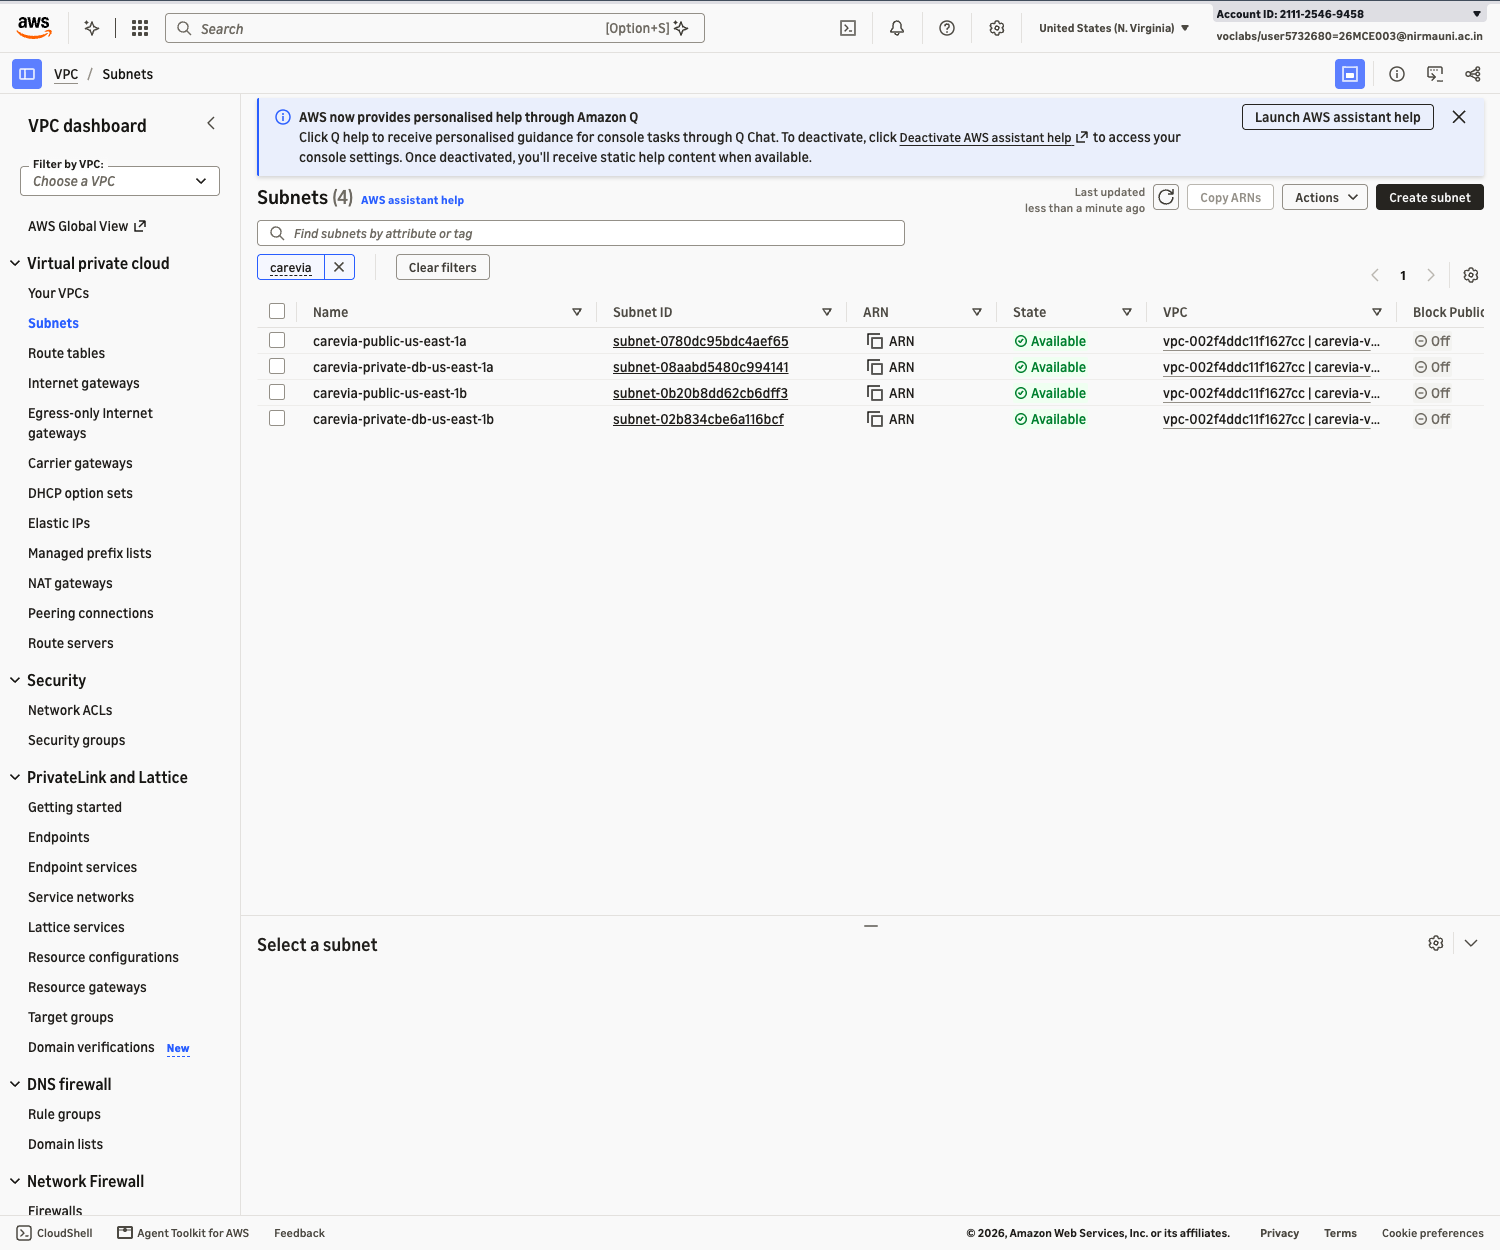 aws
Search
[Option+S]
United States (N. Virginia)
Account ID: 2111-2546-9458
voclabs/user5732680=26MCE003@nirmauni.ac.in
VPC / Subnets
VPC dashboard
Filter by VPC:
Choose a VPC
AWS Global View
Virtual private cloud
Your VPCs
Subnets
Route tables
Internet gateways
Egress-only Internet
gateways
Carrier gateways
DHCP option sets
Elastic IPs
Managed prefix lists
NAT gateways
Peering connections
Route servers
Security
Network ACLs
Security groups
PrivateLink and Lattice
Getting started
Endpoints
Endpoint services
Service networks
Lattice services
Resource configurations
Resource gateways
Target groups
Domain verifications New
DNS firewall
Rule groups
Domain lists
Network Firewall
Firewalls
AWS now provides personalised help through Amazon Q
Click Q help to receive personalised guidance for console tasks through Q Chat. To deactivate, click Deactivate AWS assistant help to access your
console settings. Once deactivated, you'll receive static help content when available.
Launch AWS assistant help
Subnets (4) AWS assistant help
Last updated
less than a minute ago
Copy ARNs
Actions
Create subnet
Find subnets by attribute or tag
carevia
Clear filters
1
Name Subnet ID ARN State VPC Block Public
carevia-public-us-east-1a subnet-0780dc95bdc4aef65 ARN Available vpc-002f4ddc11f1627cc | carevia-v... Off
carevia-private-db-us-east-1a subnet-08aabd5480c994141 ARN Available vpc-002f4ddc11f1627cc | carevia-v... Off
carevia-public-us-east-1b subnet-0b20b8dd62cb6dff3 ARN Available vpc-002f4ddc11f1627cc | carevia-v... Off
carevia-private-db-us-east-1b subnet-02b834cbe6a116bcf ARN Available vpc-002f4ddc11f1627cc | carevia-v... Off
Select a subnet
CloudShell
Agent Toolkit for AWS
Feedback
© 2026, Amazon Web Services, Inc. or its affiliates.
Privacy
Terms
Cookie preferences